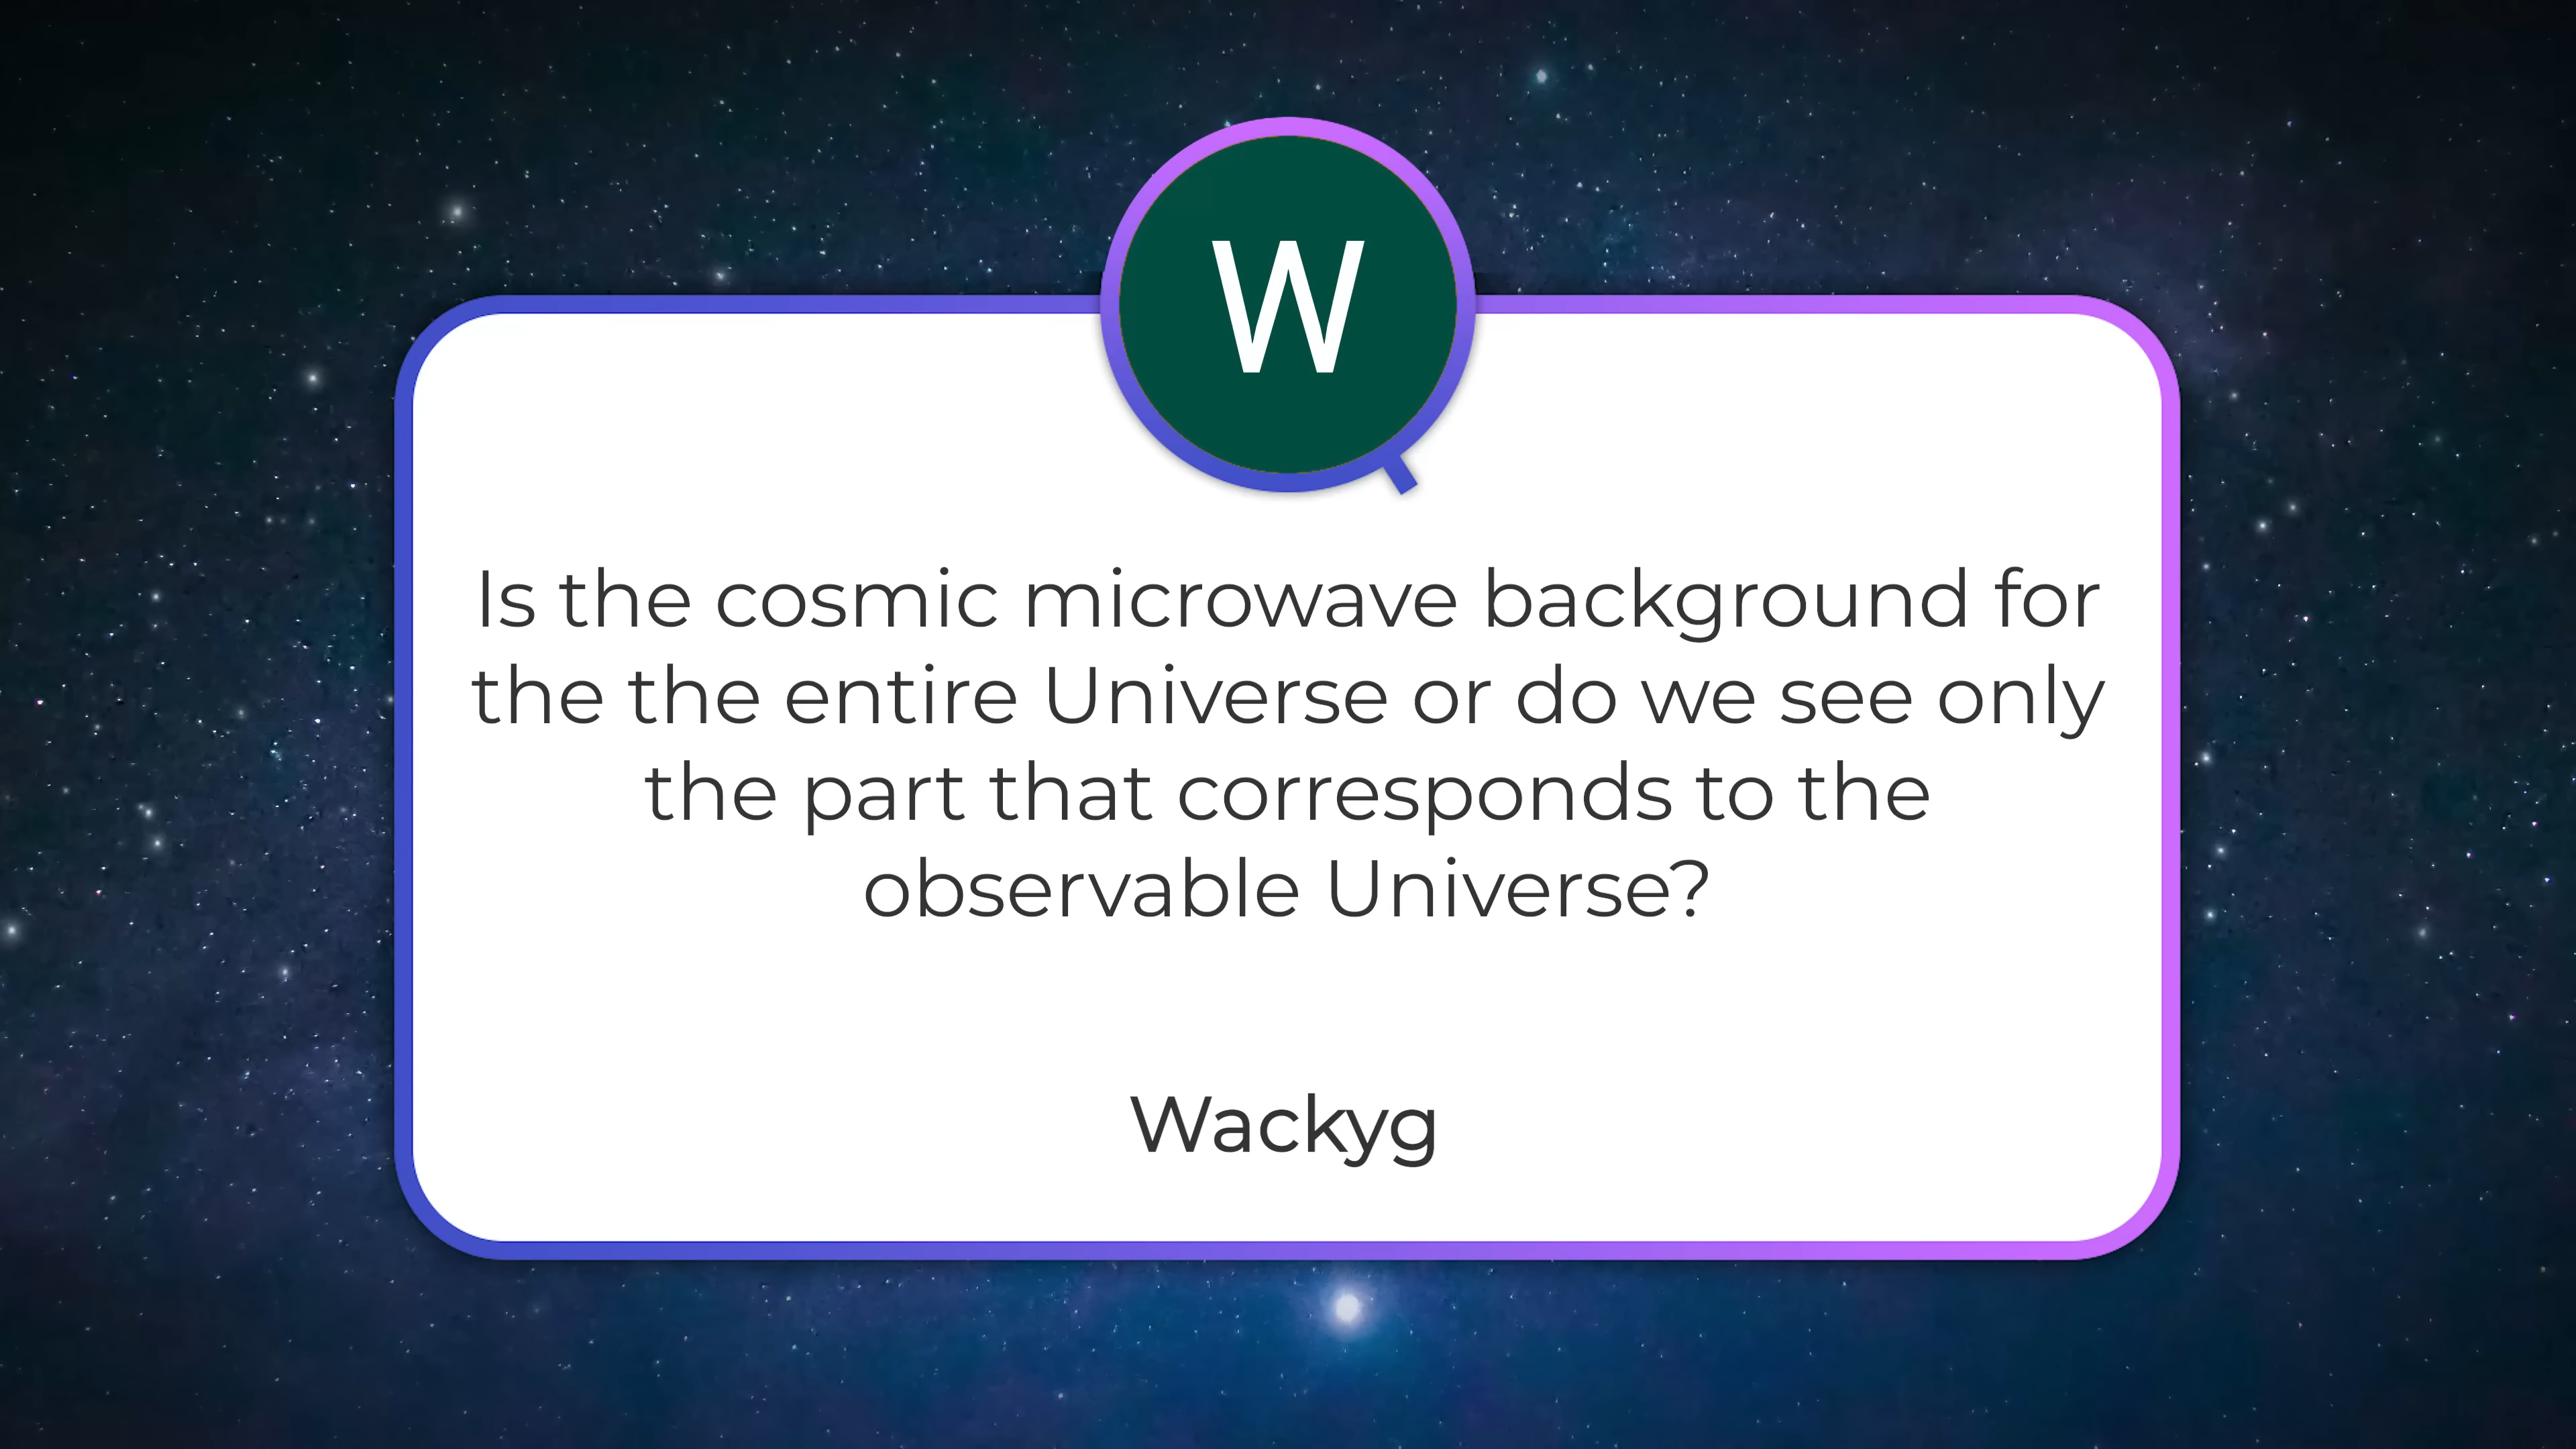 W
Is the cosmic microwave background for
the the entire Universe or do we see only
the part that corresponds to the
observable Universe?
Wackyg